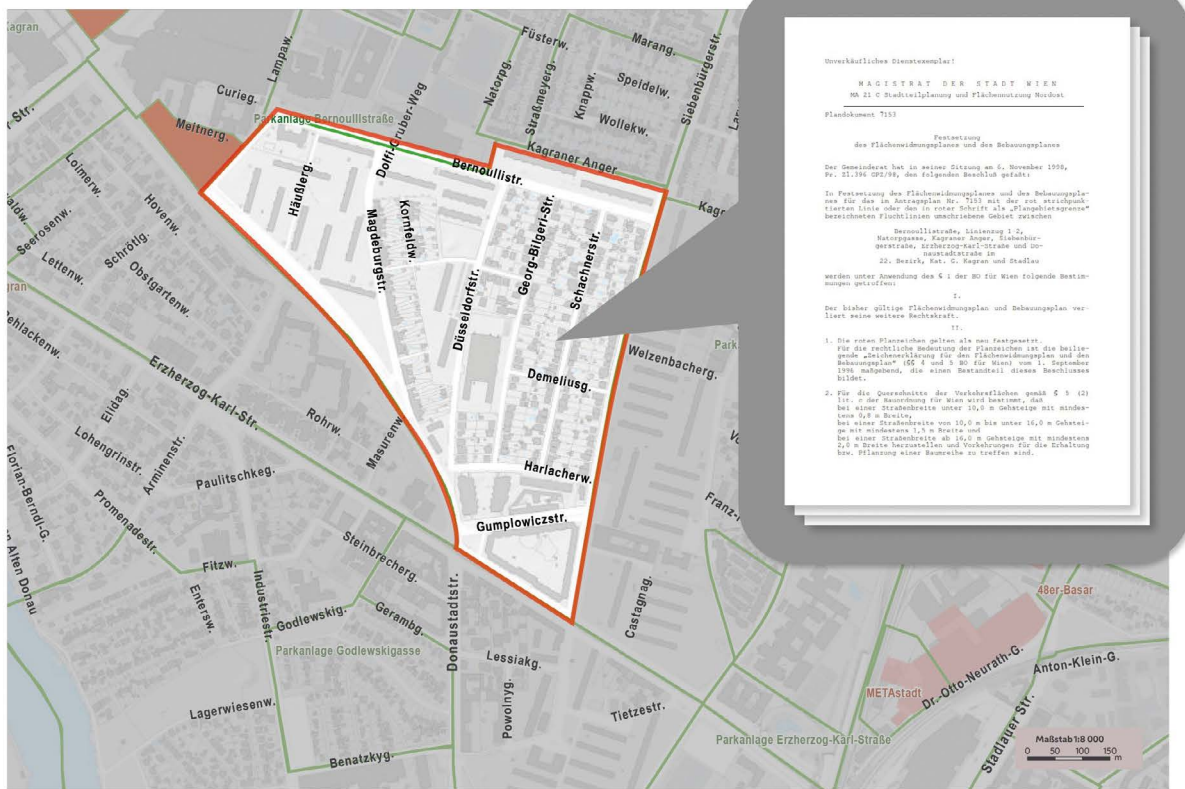 Kagran
Lampaw.
Curieg.
Meitnerg.
Parkanlage Bernoullistraße
Dolfi-Gruber-Weg
Natorpg.
Füsterw.
Straßmeyerg.
Knappw.
Marang.
Speldelw.
Wollekw.
Siebenbürgerstr.
Kagraner Anger
Bernoullistr.
Häußlerg.
Magdeburgstr.
Kornfeldw.
Düsseldorfstr.
Georg-Bilgeri-Str.
Schachnerstr.
Demeliusg.
Harlacherw.
Gumplowiczstr.
Loimerw.
Hovenw.
Seerosenw.
Lettenw.
Schrötlg.
Obstgartenw.
Erzherzog-Karl-Str.
Elidag.
Lohengrinstr.
Arminenstr.
Rohrw.
Masurenw.
Paulitschkeg.
Promenadestr.
Florian-Berndl-G.
Fitzw.
Entersw.
Industriestr.
Godlewskig.
Parkanlage Godlewskigasse
Steinbrecherg.
Gerambg.
Donaustadtstr.
Lessiakg.
Powolnyg.
Tietzestr.
Lagerwiesenw.
Benatzkyg.
Welzenbacherg.
Castagnag.
48er-Basar
METAstadt
Dr.-Otto-Neurath-G.
Anton-Klein-G.
Stadlauer Str.
Parkanlage Erzherzog-Karl-Straße
Maßstab 1:8 000
0 50 100 150
m
Unverkäufliches Dienstexemplar!
MAGISTRAT DER STADT WIEN
MA 21 C Stadtteilplanung und Flächennutzung Nordost
Plandokument 7153
Festsetzung
des Flächenwidmungsplanes und des Bebauungsplanes
Der Gemeinderat hat in seiner Sitzung am 6. November 1998,
Pr. Zl.396 GPZ/98, den folgenden Beschluß gefaßt:
In Festsetzung des Flächenwidmungsplanes und des Bebauungspla-
nes für das im Antragsplan Nr. 7153 mit der rot strichpunk-
tierten Linie oder den in roter Schrift als „Plangebietsgrenze"
bezeichneten Fluchtlinien umschriebene Gebiet zwischen
Bernoullistraße, Linienzug 1-2,
Natorpgasse, Kagraner Anger, Siebenbür-
gerstraße, Erzherzog-Karl-Straße und Do-
naustadtstraße im
22. Bezirk, Kat. G. Kagran und Stadlau
werden unter Anwendung des § 1 der BO für Wien folgende Bestim-
mungen getroffen:
I.
Der bisher gültige Flächenwidmungsplan und Bebauungsplan ver-
liert seine weitere Rechtskraft.
II.
1. Die roten Planzeichen gelten als neu festgesetzt.
Für die rechtliche Bedeutung der Planzeichen ist die beilie-
gende „Zeichenerklärung für den Flächenwidmungsplan und den
Bebauungsplan" (§§ 4 und 5 BO für Wien) vom 1. September
1996 maßgebend, die einen Bestandteil dieses Beschlusses
bildet.
2. Für die Querschnitte der Verkehrsflächen gemäß § 5 (2)
lit. c der Bauordnung für Wien wird bestimmt, daß
bei einer Straßenbreite unter 10,0 m Gehsteige mit mindes-
tens 0,8 m Breite,
bei einer Straßenbreite von 10,0 m bis unter 16,0 m Gehstei-
ge mit mindestens 1,5 m Breite und
bei einer Straßenbreite ab 16,0 m Gehsteige mit mindestens
2,0 m Breite herzustellen und Vorkehrungen für die Erhaltung
bzw. Pflanzung einer Baumreihe zu treffen sind.